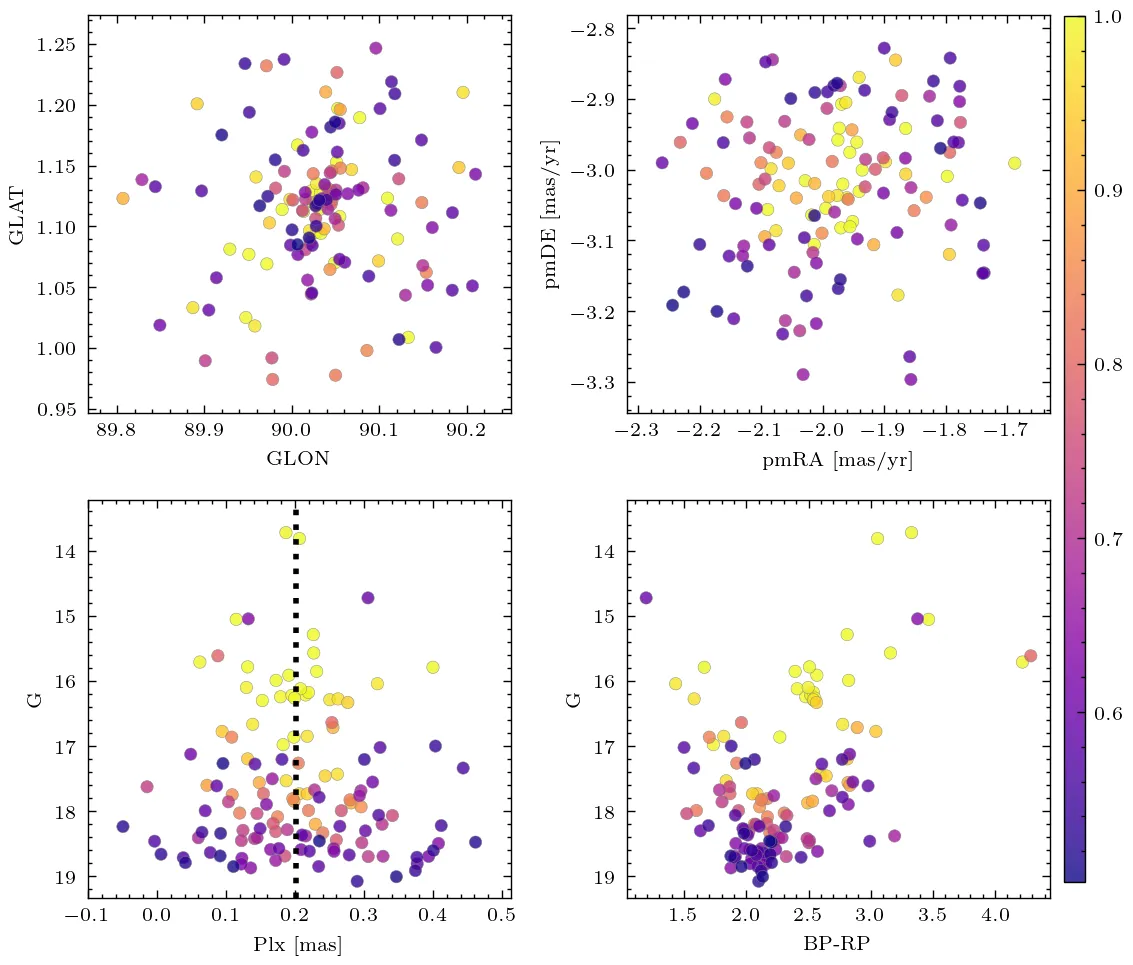 1.25
1.20
1.15
1.10
1.05
1.00
0.95
GLAT
89.8 89.9 90.0 90.1 90.2
GLON
−2.8
−2.9
−3.0
−3.1
−3.2
−3.3
pmDE [mas/yr]
−2.3 −2.2 −2.1 −2.0 −1.9 −1.8 −1.7
pmRA [mas/yr]
14
15
16
17
18
19
G
−0.1 0.0 0.1 0.2 0.3 0.4 0.5
Plx [mas]
14
15
16
17
18
19
G
1.5 2.0 2.5 3.0 3.5 4.0
BP-RP
1.0
0.9
0.8
0.7
0.6